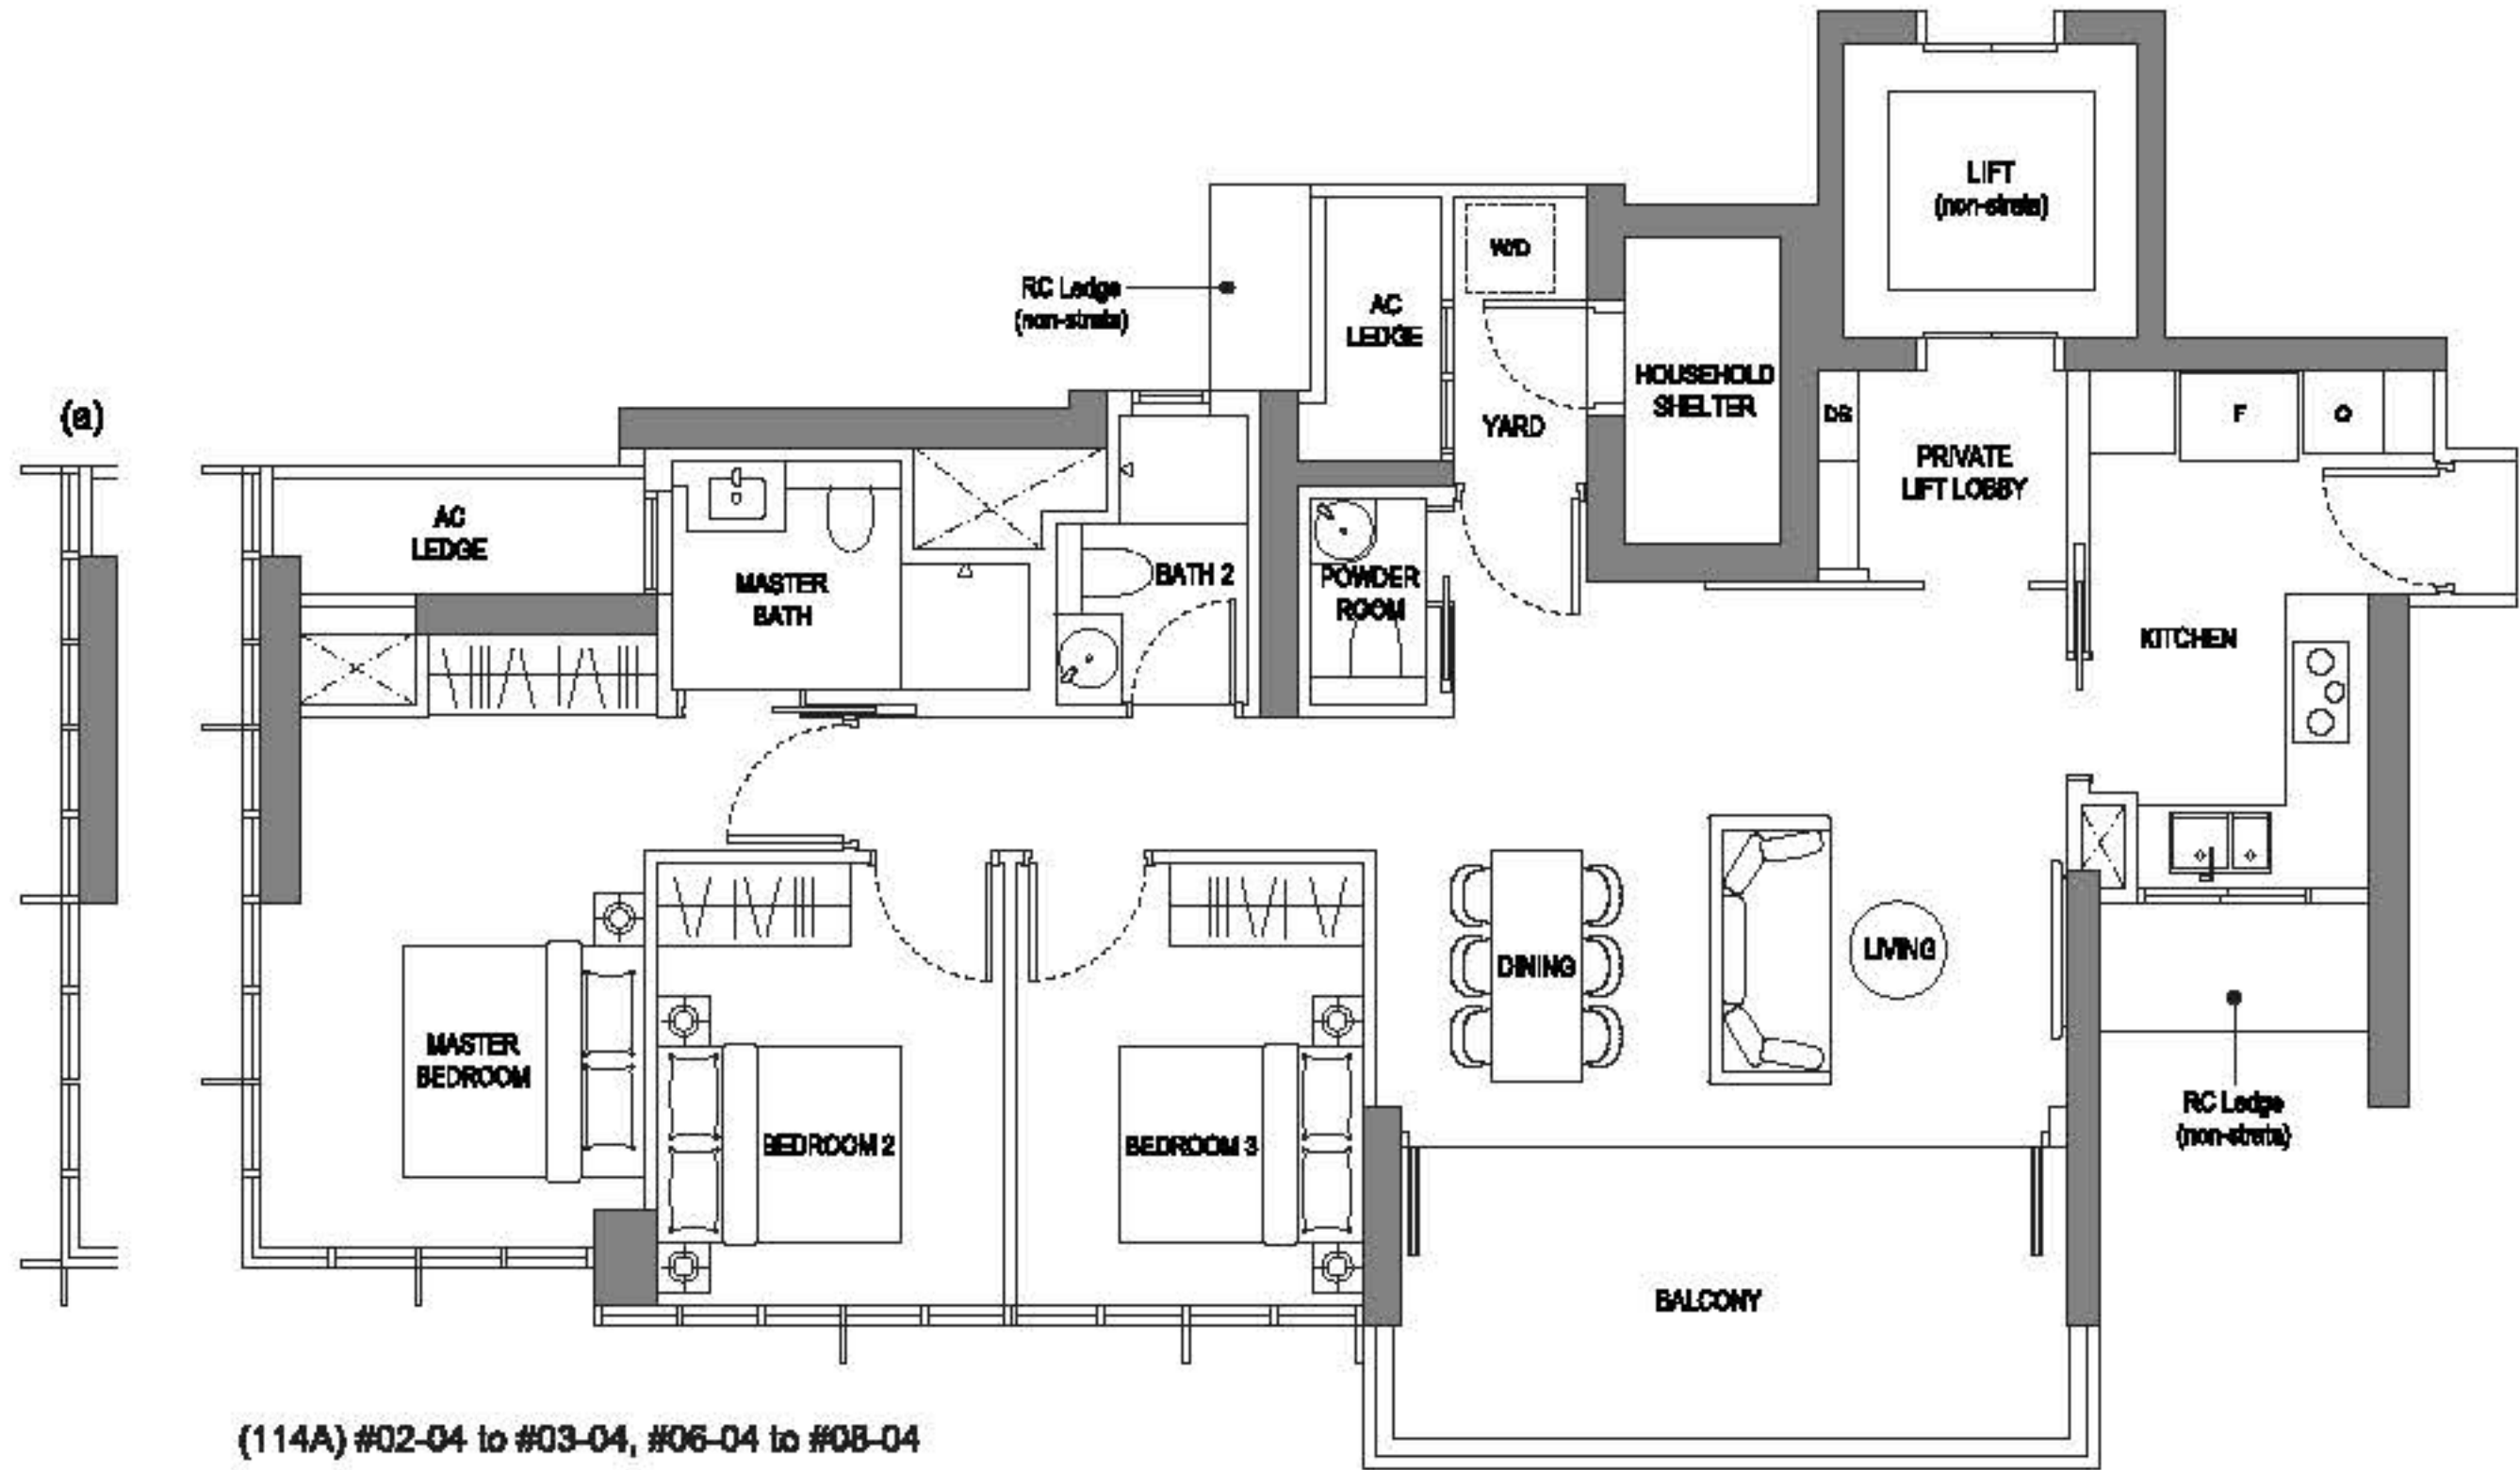 LIFT
(non-strata)
W/D
RC Ledge
(non-strata)
AC
LEDGE
HOUSEHOLD
SHELTER
(a)
DB
F
O
YARD
PRIVATE
LIFT LOBBY
AC
LEDGE
MASTER
BATH
BATH 2
POWDER
ROOM
KITCHEN
LIVING
DINING
MASTER
BEDROOM
BEDROOM 2
BEDROOM 3
RC Ledge
(non-strata)
BALCONY
(114A) #02-04 to #03-04, #06-04 to #08-04